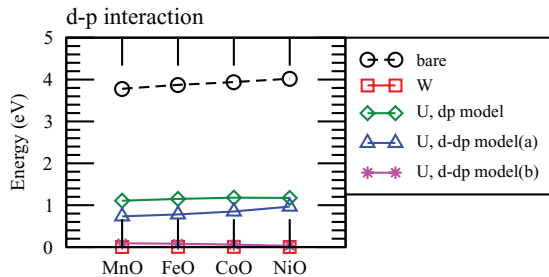 d-p interaction
Energy (eV)
5
4
3
2
1
0
MnO FeO CoO NiO
bare
W
U, dp model
U, d-dp model(a)
U, d-dp model(b)